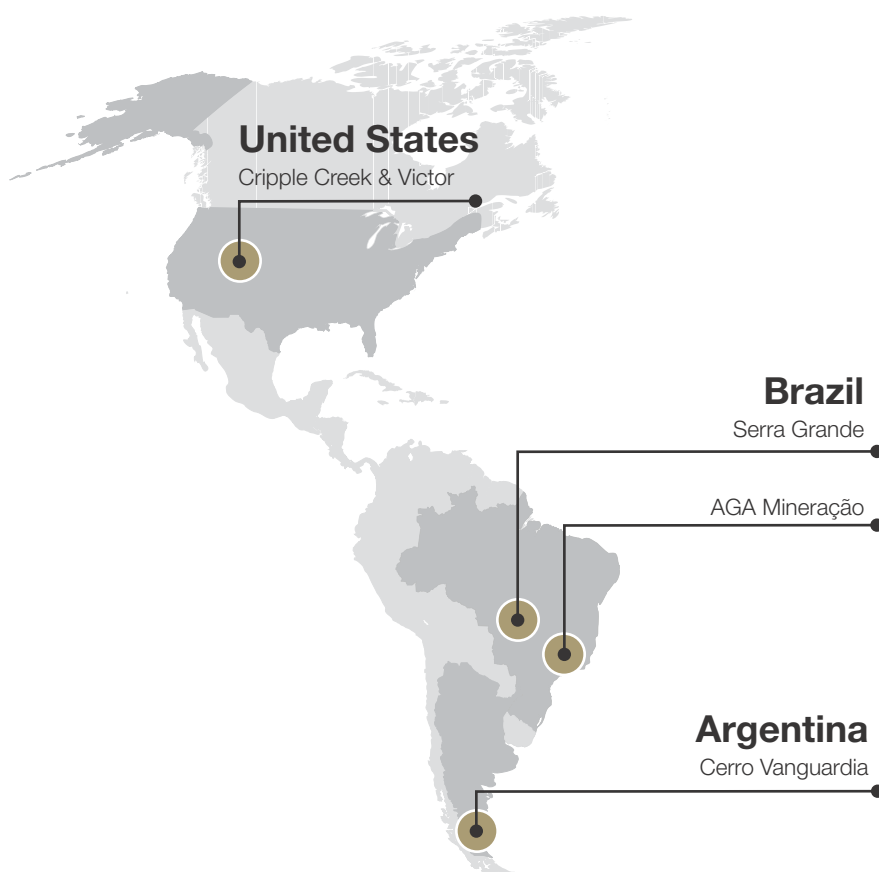 United States
Cripple Creek & Victor
Brazil
Serra Grande
AGA Mineração
Argentina
Cerro Vanguardia